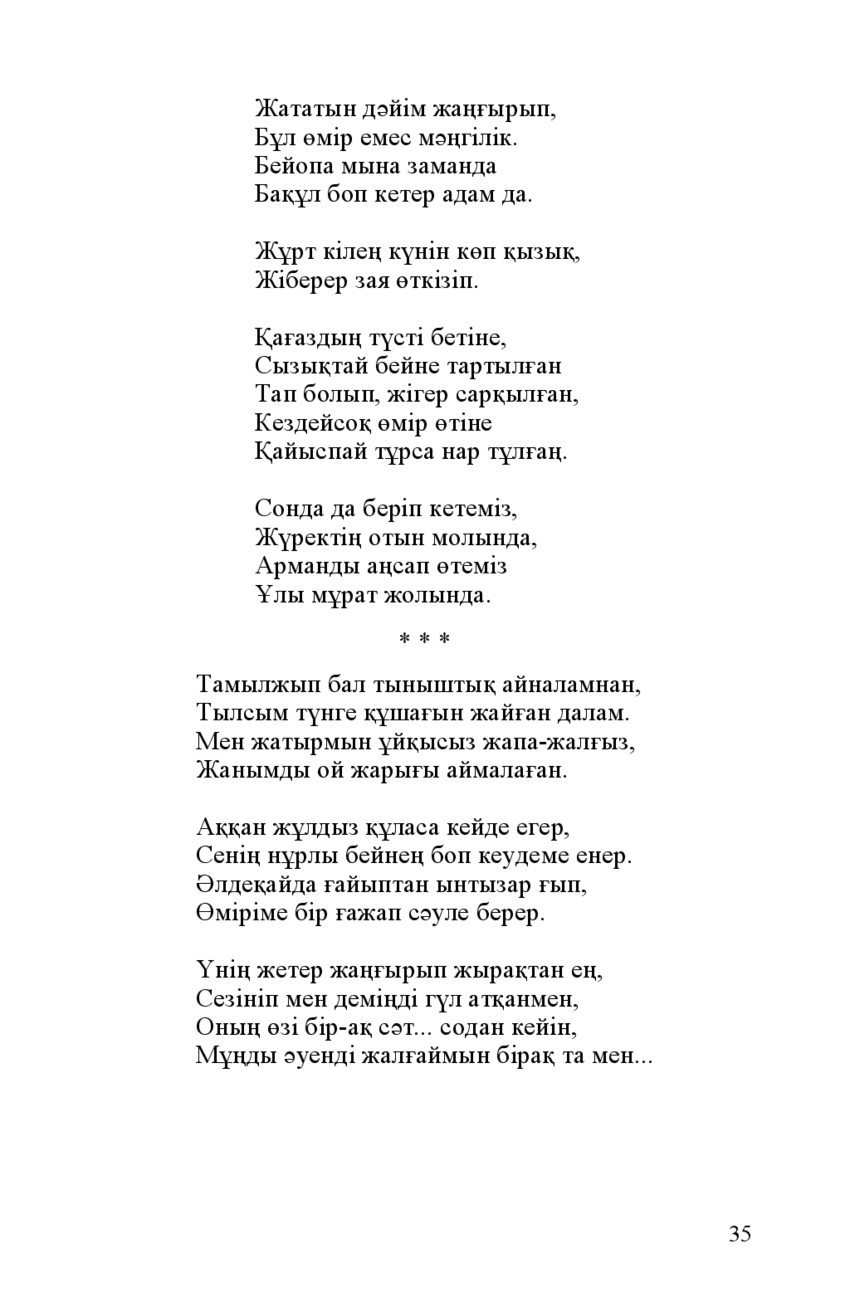 Жататын дәйім жаңғырып,
Бұл өмір емес мәңгілік.
Бейопа мына заманда
Бақұл боп кетер адам да.

Жұрт кілең күнін көп қызық,
Жіберер зая өткізіп.

Қағаздың түсті бетіне,
Сызықтай бейне тартылған
Тап болып, жігер сарқылған,
Кездейсоқ өмір өтіне
Қайыспай тұрса нар тұлғаң.

Сонда да беріп кетеміз,
Жүректің отын молында,
Арманды аңсап өтеміз
Ұлы мұрат жолында.

* * *

Тамылжып бал тыныштық айналамнан,
Тылсым түнге құшағын жайған далам.
Мен жатырмын ұйқысыз жапа-жалғыз,
Жанымды ой жарығы аймалаған.

Аққан жұлдыз құласа кейде егер,
Сенің нұрлы бейнең боп кеудеме енер.
Әлдеқайда ғайыптан ынтызар ғып,
Өміріме бір ғажап сәуле берер.

Үнің жетер жаңғырып жырақтан ең,
Сезініп мен деміңді гүл атқанмен,
Оның өзі бір-ақ сәт... содан кейін,
Мұңды әуенді жалғаймын бірақ та мен...

35